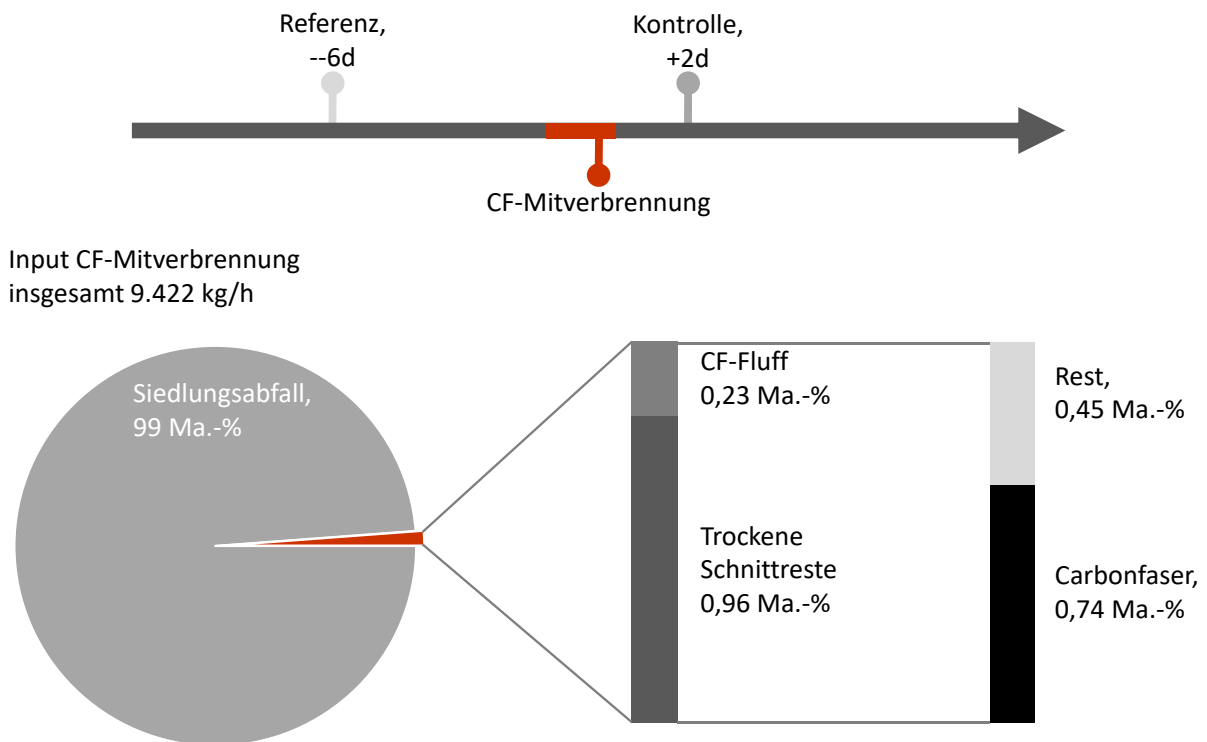 Referenz,
--6d
Kontrolle,
+2d
CF-Mitverbrennung
Input CF-Mitverbrennung
insgesamt 9.422 kg/h
Siedlungsabfall,
99 Ma.-%
CF-Fluff
0,23 Ma.-%
Trockene
Schnittreste
0,96 Ma.-%
Rest,
0,45 Ma.-%
Carbonfaser,
0,74 Ma.-%